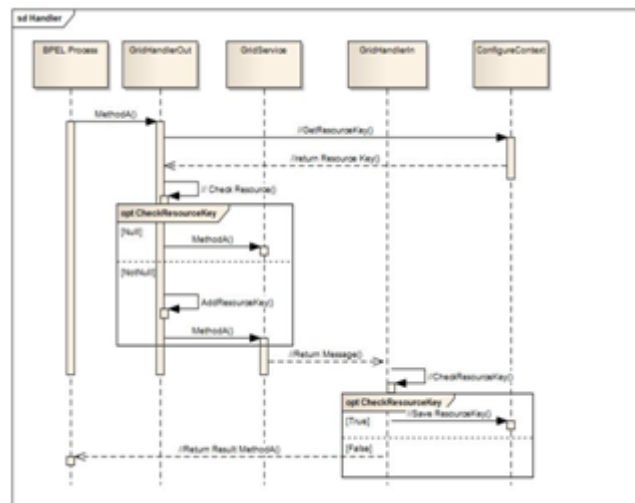 sd Handler
BPEL Process
GridHandlerOut
GridService
GridHandlerIn
ConfigureContext
MethodA()
//GetResourceKey()
//return Resource Key()
// Check Resource()
opt CheckResourceKey
[Null]
MethodA()
[NotNull]
AddResourceKey()
MethodA()
//Return Message()
//CheckResourceKey()
opt CheckResourceKey
[True]
//Save ResourceKey()
[False]
//Return Result MethodA()